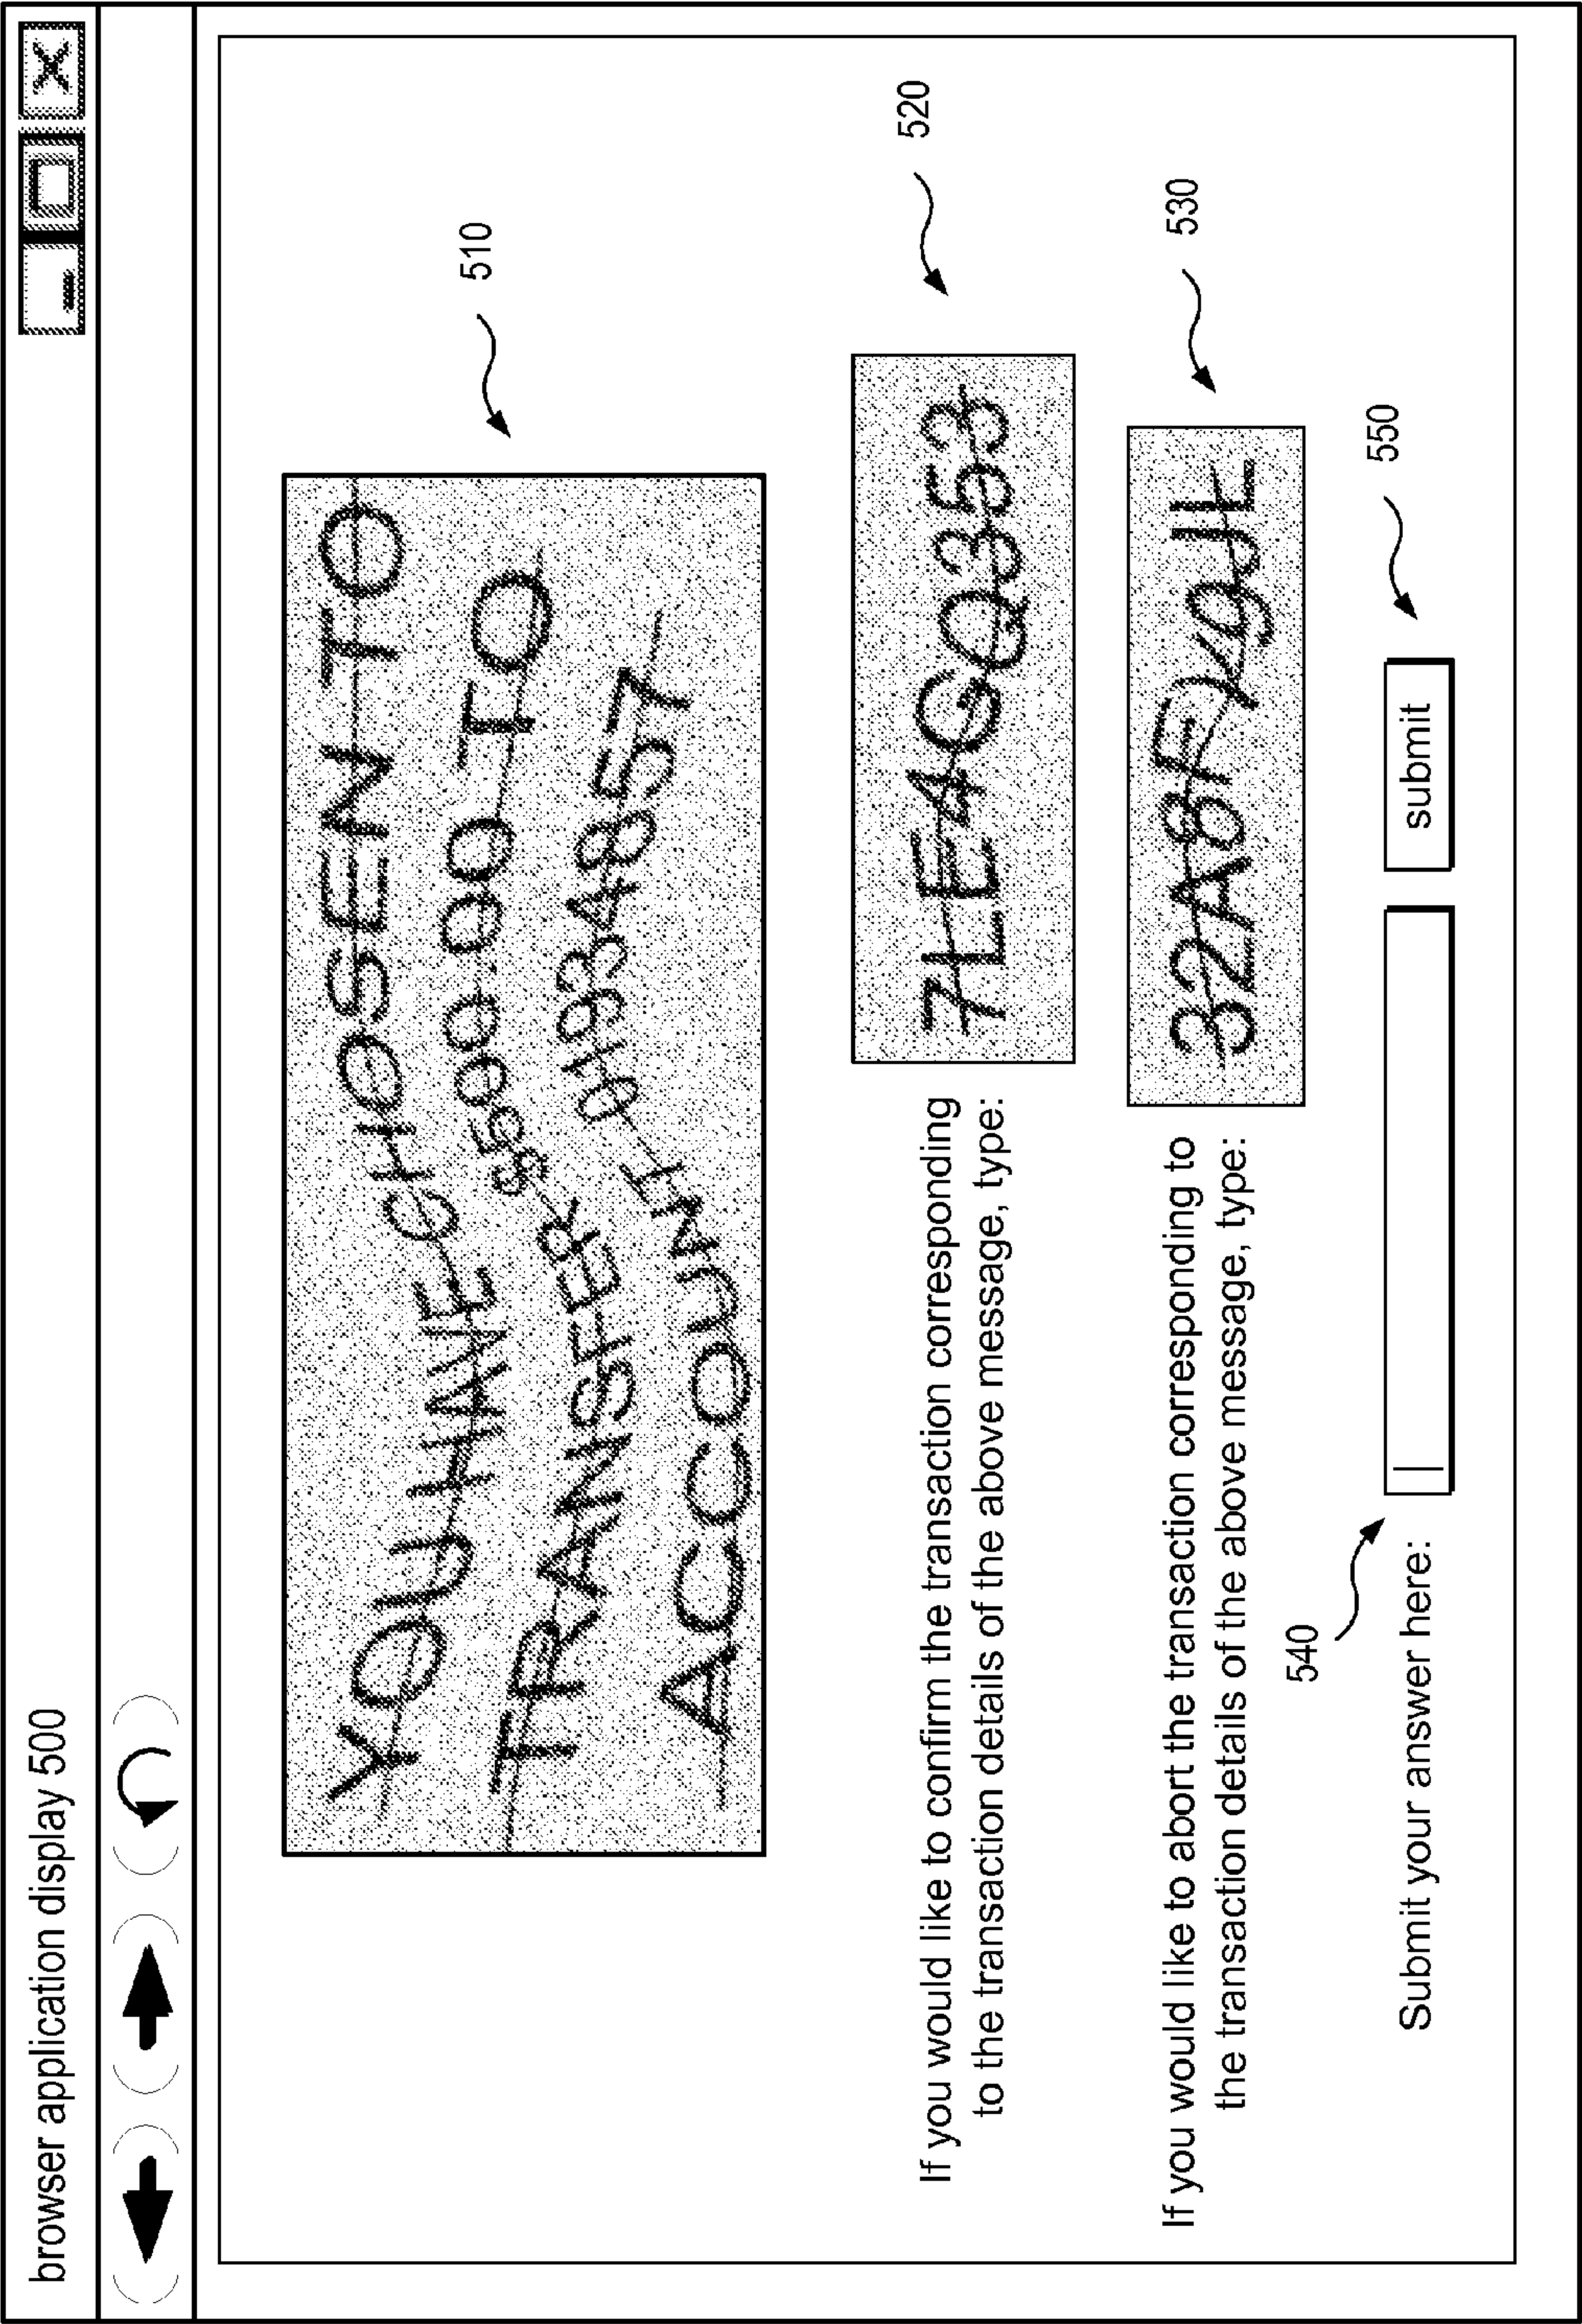 browser application display 500
510
YOU HAVE CHOSEN TO
TRANSFER $500.00 TO
ACCOUNT 01934857
520
If you would like to confirm the transaction corresponding
to the transaction details of the above message, type:
7LE4GQ353
530
If you would like to abort the transaction corresponding to
the transaction details of the above message, type:
540
550
Submit your answer here:
submit